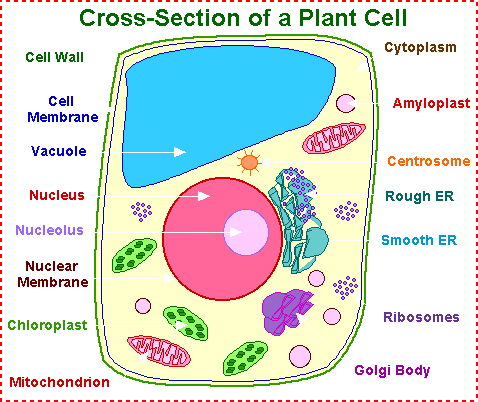 Cross-Section of a Plant Cell
Cell Wall
Cell
Membrane
Vacuole
Nucleus
Nucleolus
Nuclear
Membrane
Chloroplast
Mitochondrion
Cytoplasm
Amyloplast
Centrosome
Rough ER
Smooth ER
Ribosomes
Golgi Body